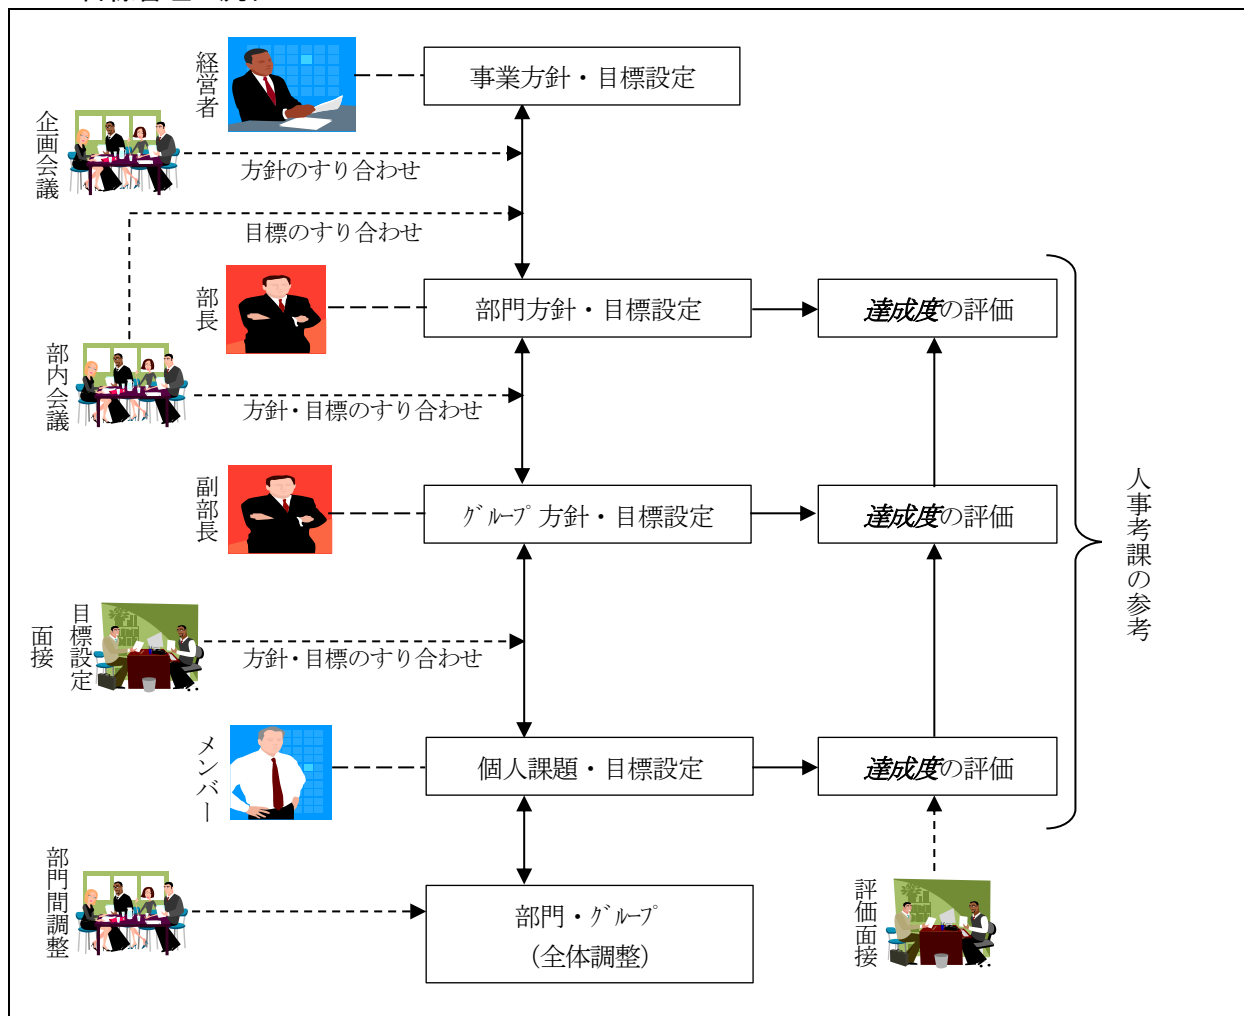 経営者
事業方針・目標設定
企画会議
方針のすり合わせ
目標のすり合わせ
部長
部門方針・目標設定
達成度の評価
部内会議
方針・目標のすり合わせ
副部長
ｸﾞﾙｰﾌﾟ方針・目標設定
達成度の評価
人事考課の参考
目標設定
面接
方針・目標のすり合わせ
メンバー
個人課題・目標設定
達成度の評価
部門間調整
部門・ｸﾞﾙｰﾌﾟ
(全体調整)
評価面接